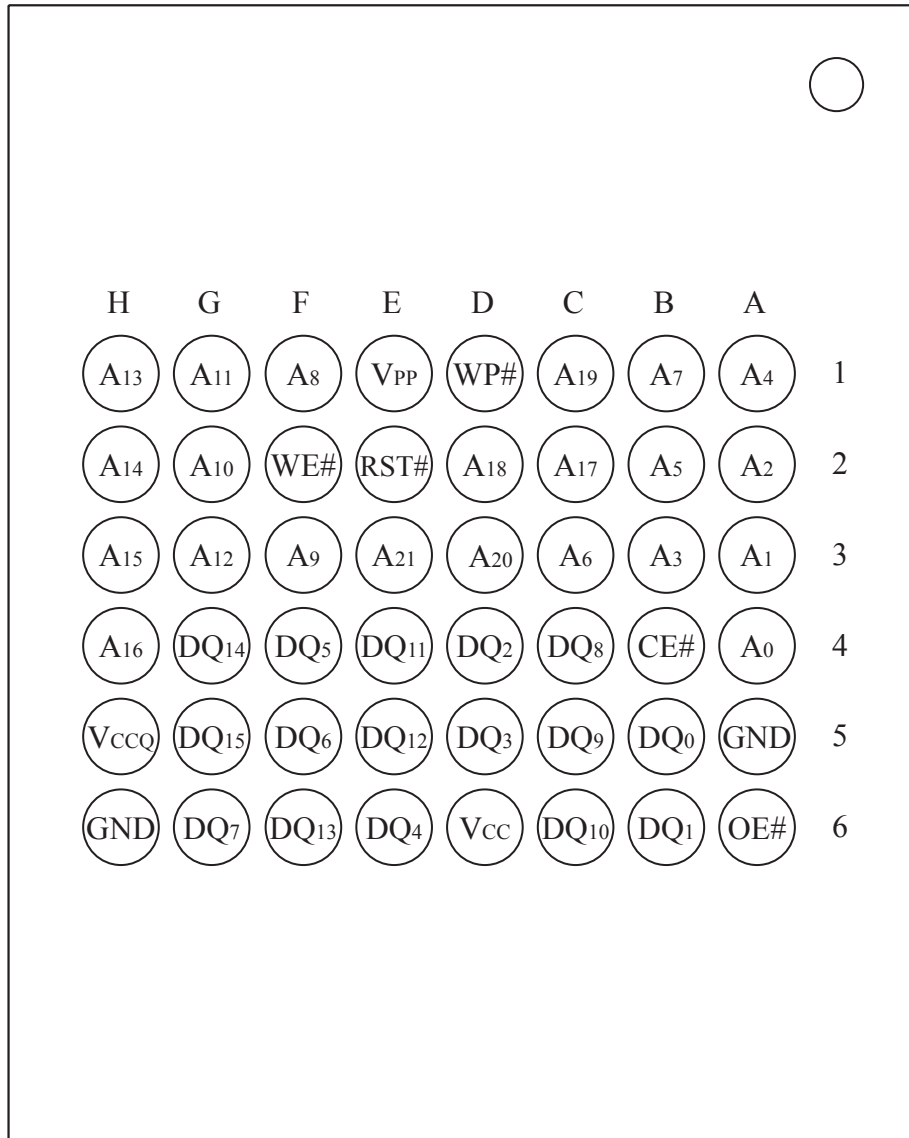 H G F E D C B A
A13 A11 A8 VPP WP# A19 A7 A4 1
A14 A10 WE# RST# A18 A17 A5 A2 2
A15 A12 A9 A21 A20 A6 A3 A1 3
A16 DQ14 DQ5 DQ11 DQ2 DQ8 CE# A0 4
VCCQ DQ15 DQ6 DQ12 DQ3 DQ9 DQ0 GND 5
GND DQ7 DQ13 DQ4 VCC DQ10 DQ1 OE# 6